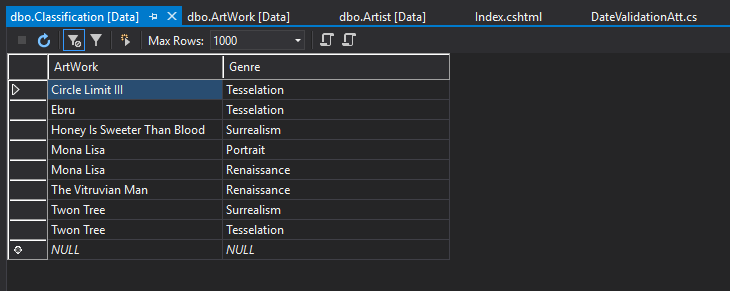 dbo.Classification [Data] dbo.ArtWork [Data] dbo.Artist [Data] Index.cshtml DateValidationAtt.cs
Max Rows: 1000
ArtWork Genre
Circle Limit III Tesselation
Ebru Tesselation
Honey Is Sweeter Than Blood Surrealism
Mona Lisa Portrait
Mona Lisa Renaissance
The Vitruvian Man Renaissance
Twon Tree Surrealism
Twon Tree Tesselation
NULL NULL